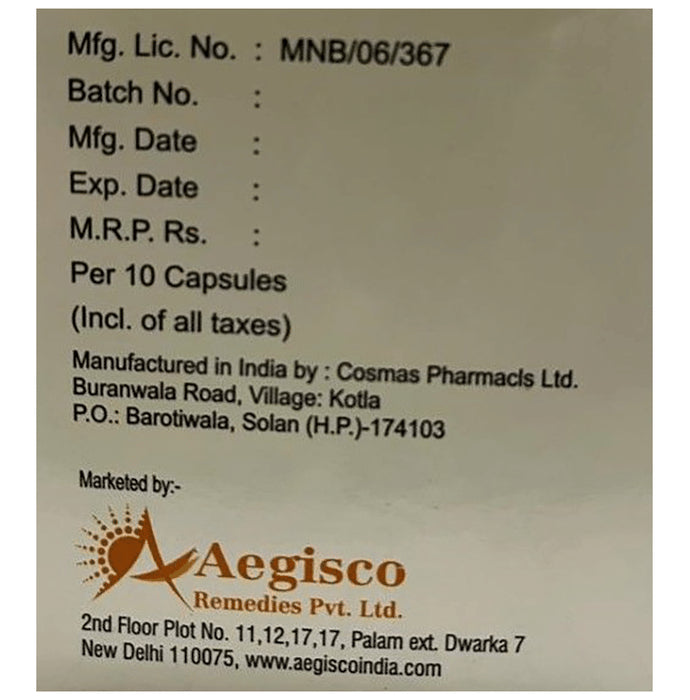 Mfg. Lic. No. : MNB/06/367
Batch No. :
Mfg. Date :
Exp. Date :
M.R.P. Rs. :
Per 10 Capsules
(Incl. of all taxes)
Manufactured in India by : Cosmas Pharmacls Ltd.
Buranwala Road, Village: Kotla
P.O.: Barotiwala, Solan (H.P.)-174103
Marketed by:-
Aegisco
Remedies Pvt. Ltd.
2nd Floor Plot No. 11,12,17,17, Palam ext. Dwarka 7
New Delhi 110075, www.aegiscoindia.com